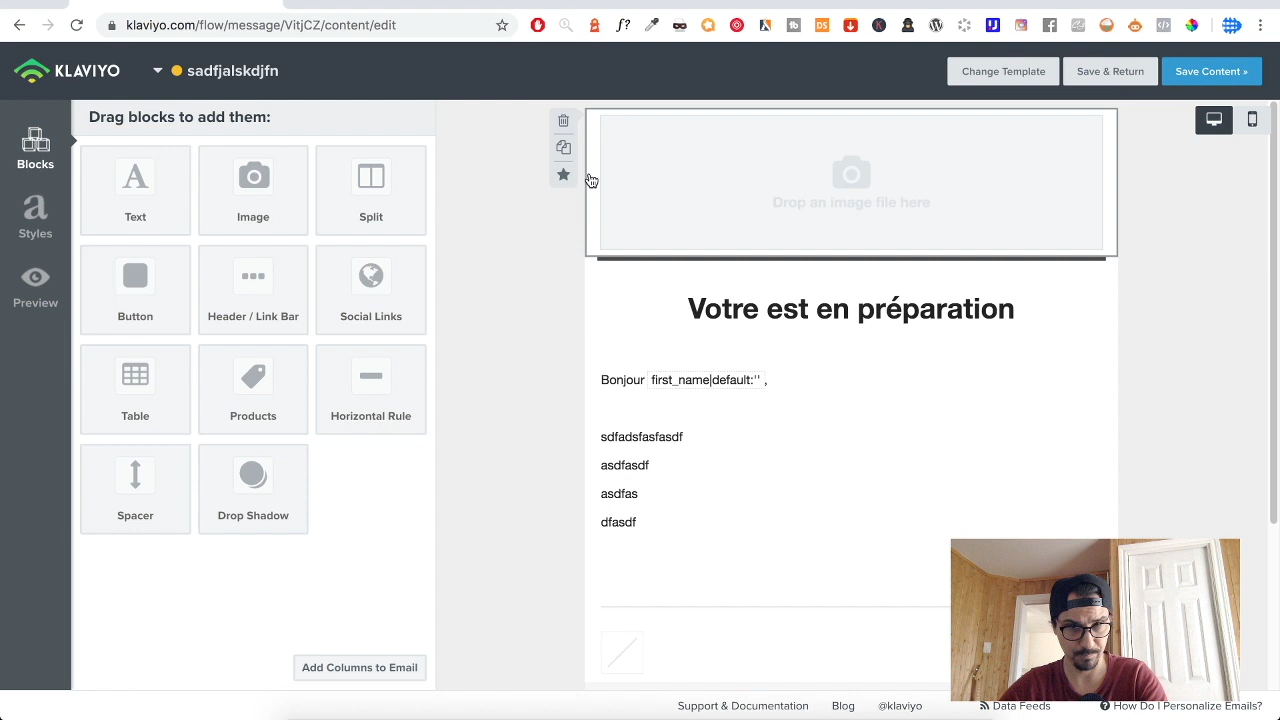 klaviyo.com/flow/message/VitjCZ/content/edit
KLAVIYO
sadfjalskdjfn
Change Template
Save & Return
Save Content »
Drag blocks to add them:
Blocks
Styles
Preview
Text
Image
Split
Button
Header / Link Bar
Social Links
Table
Products
Horizontal Rule
Spacer
Drop Shadow
Add Columns to Email
Drop an image file here
Votre est en préparation
Bonjour first_name|default:'' ,
sdfadsfasfasdf
asdfasdf
asdfas
dfasdf
Support & Documentation
Blog
@klaviyo
Data Feeds
How Do I Personalize Emails?